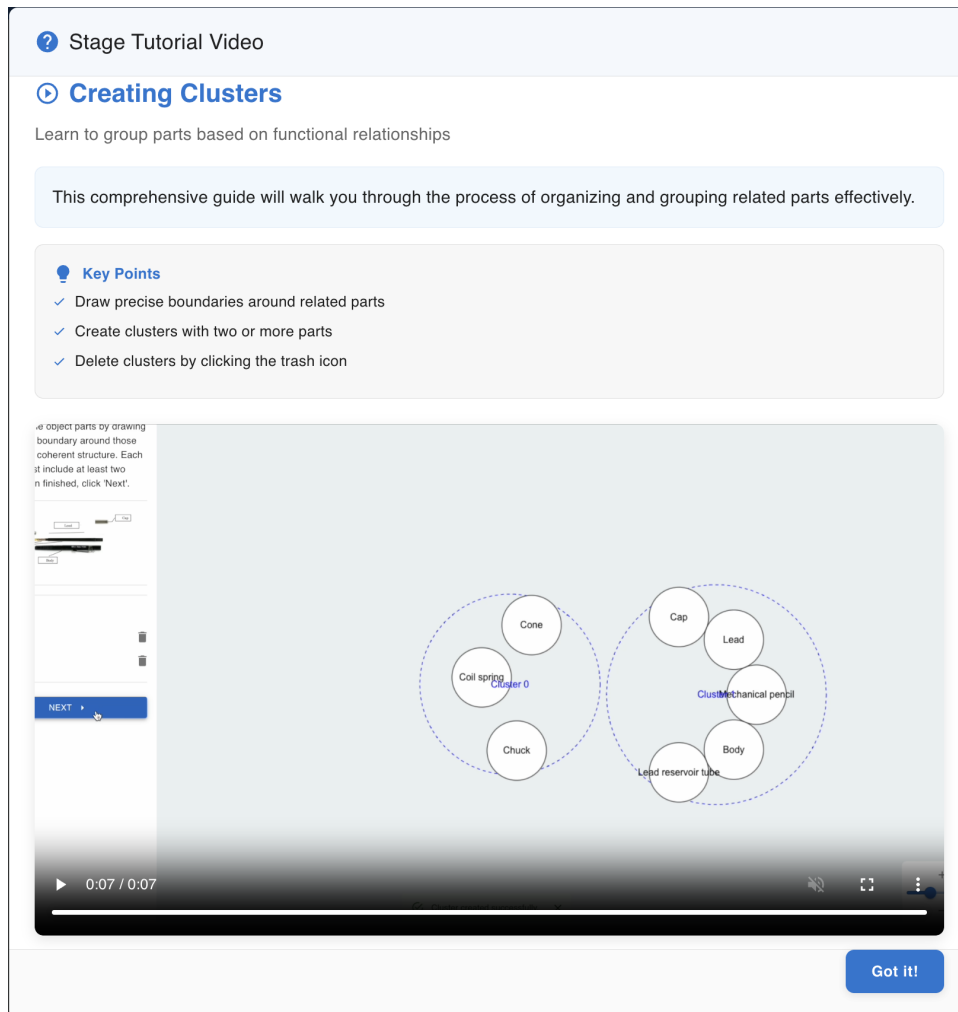 Stage Tutorial Video
Creating Clusters
Learn to group parts based on functional relationships
This comprehensive guide will walk you through the process of organizing and grouping related parts effectively.
Key Points
Draw precise boundaries around related parts
Create clusters with two or more parts
Delete clusters by clicking the trash icon
object parts by drawing
boundary around those
coherent structure. Each
st include at least two
n finished, click 'Next'.
NEXT
Cone
Coil spring
Cluster 0
Chuck
Cap
Lead
Mechanical pencil
Body
Lead reservoir tube
0:07 / 0:07
Got it!